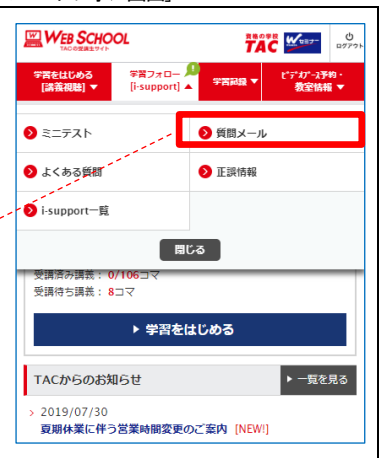 WEB SCHOOL
TACの受講生サイト
資格の学校
TAC
Wセミナー
ログアウト
学習をはじめる
[講義視聴] ▼
学習フォロー
[i-support] ▲
学習記録 ▼
ビデオブース予約・
教室情報 ▼
ミニテスト
質問メール
よくある質問
正誤情報
i-support一覧
閉じる
受講済み講義： 0/106コマ
受講待ち講義： 8コマ
▶ 学習をはじめる
TACからのお知らせ
▶ 一覧を見る
> 2019/07/30
夏期休業に伴う営業時間変更のご案内 [NEW!]